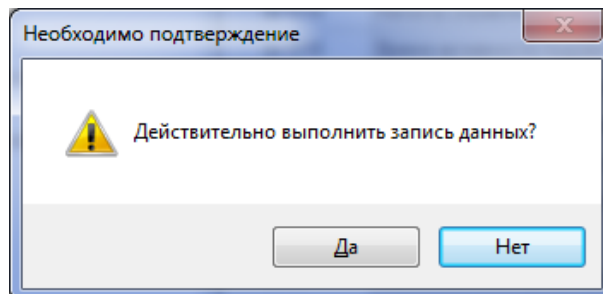 Необходимо подтверждение
Действительно выполнить запись данных?
Да
Нет